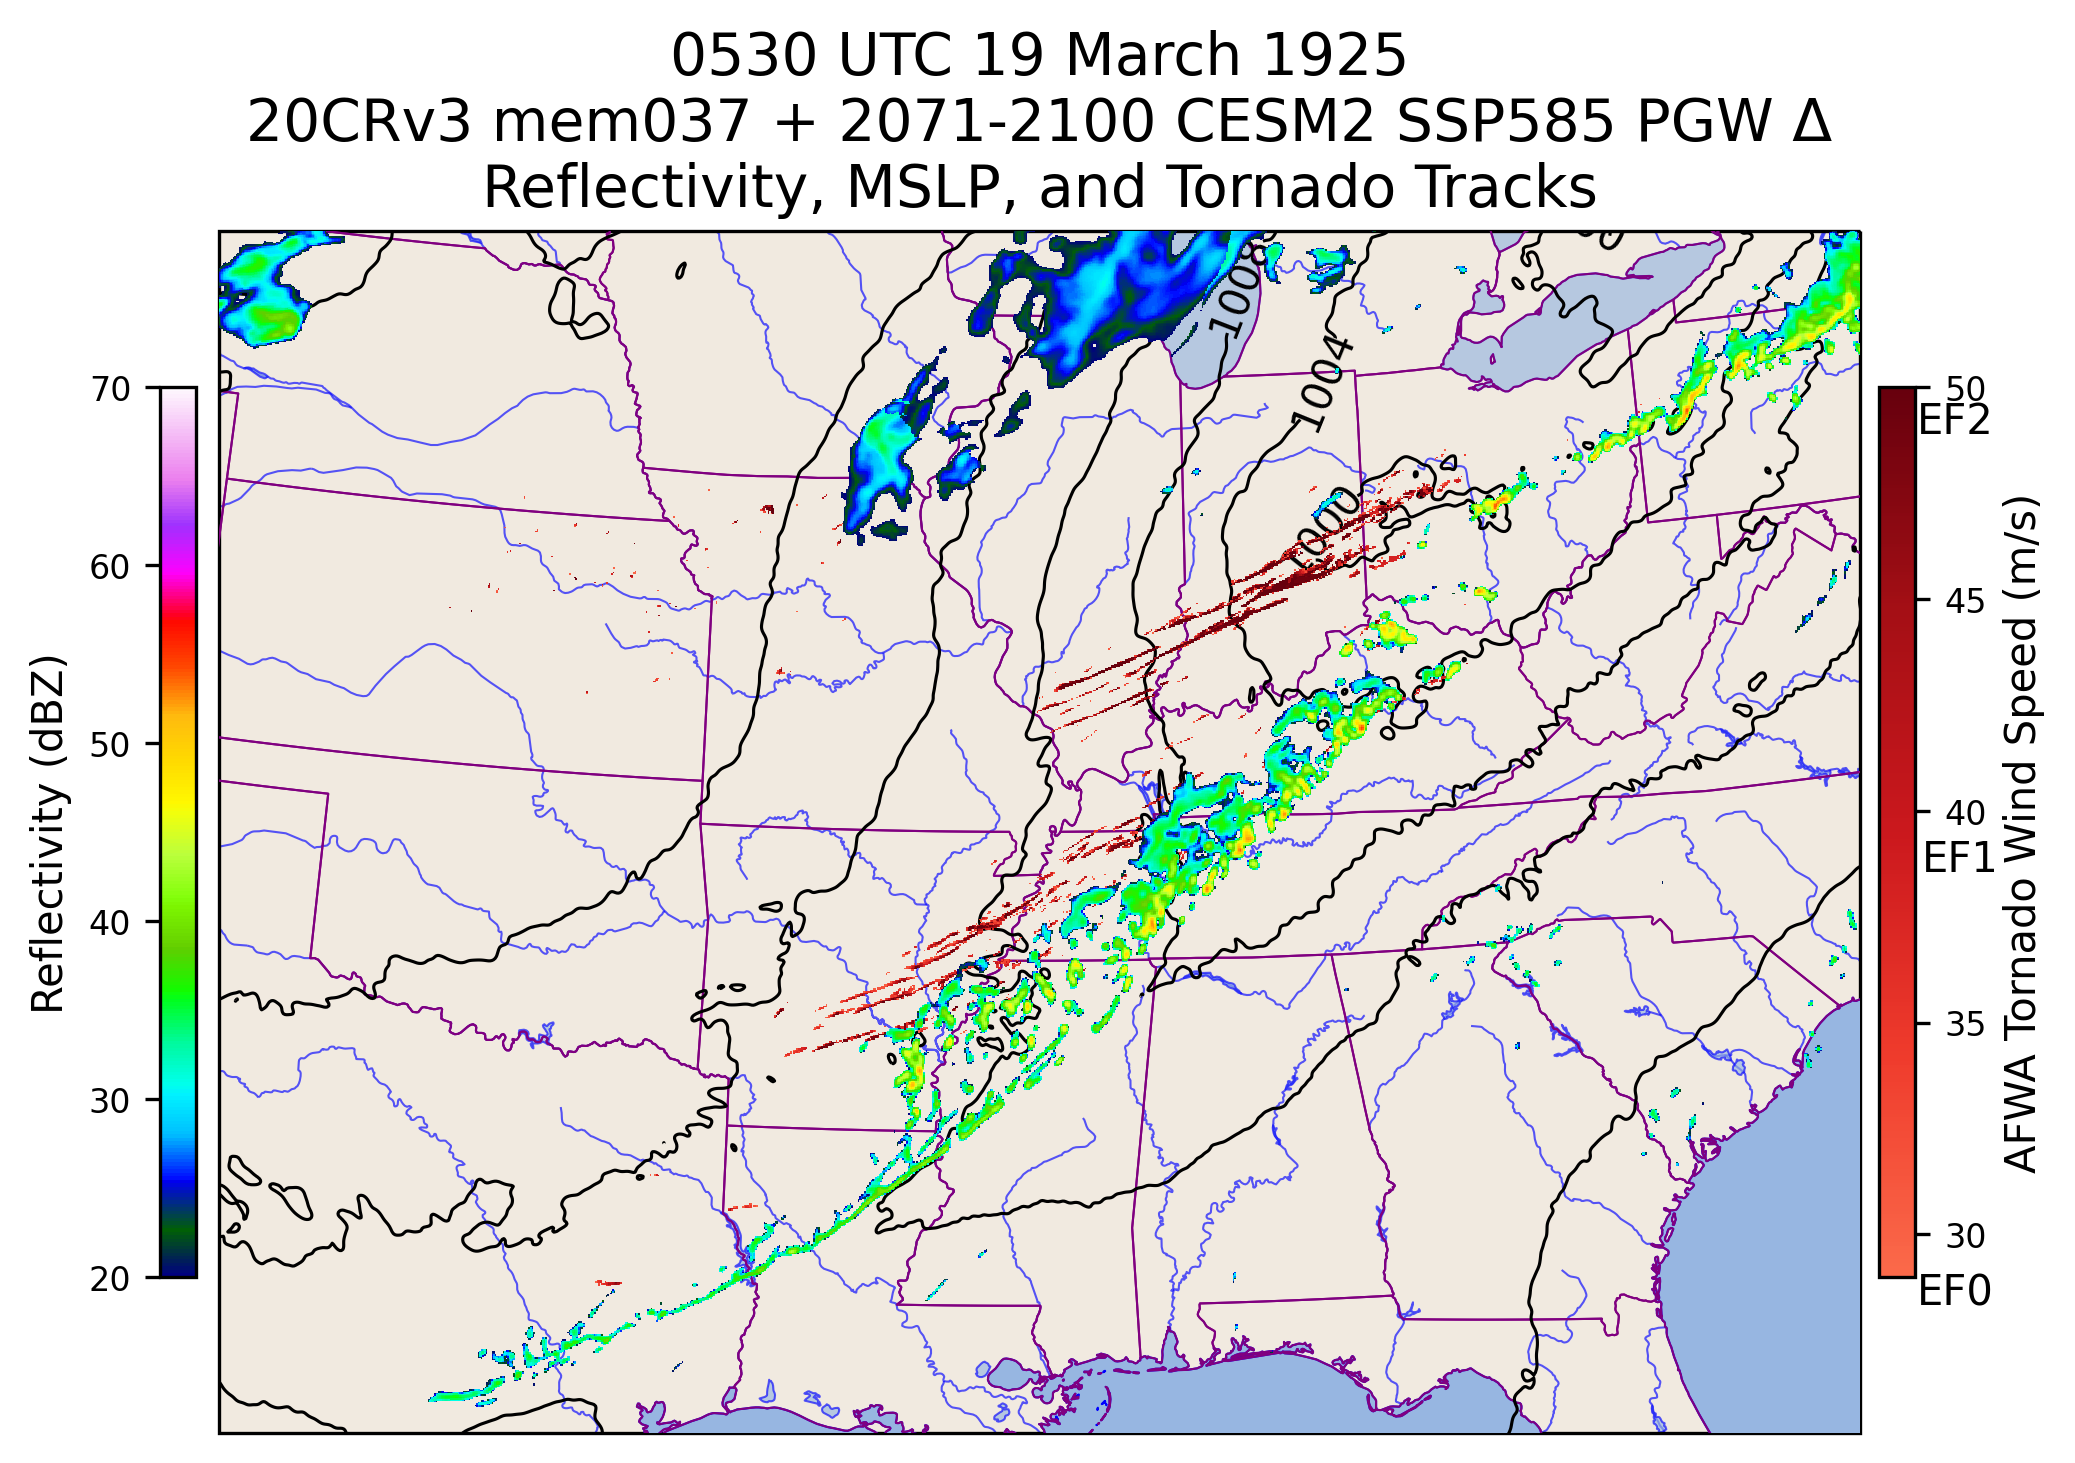 0530 UTC 19 March 1925
20CRv3 mem037 + 2071-2100 CESM2 SSP585 PGW Δ
Reflectivity, MSLP, and Tornado Tracks
70
60
50
40
30
20
Reflectivity (dBZ)
1008
1004
1000
50
EF2
45
40
EF1
35
30
EF0
AFWA Tornado Wind Speed (m/s)